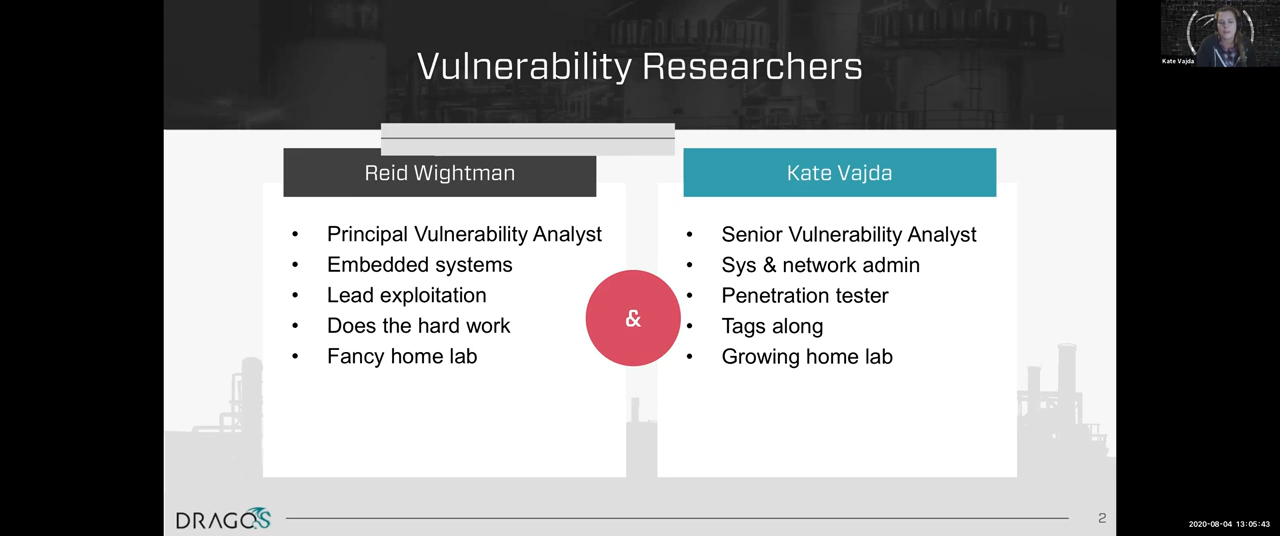 Vulnerability Researchers
Kate Vajda
Reid Wightman
• Principal Vulnerability Analyst
• Embedded systems
• Lead exploitation
• Does the hard work
• Fancy home lab
&
Kate Vajda
• Senior Vulnerability Analyst
• Sys & network admin
• Penetration tester
• Tags along
• Growing home lab
DRAGOS
2
2020-08-04 13:05:43